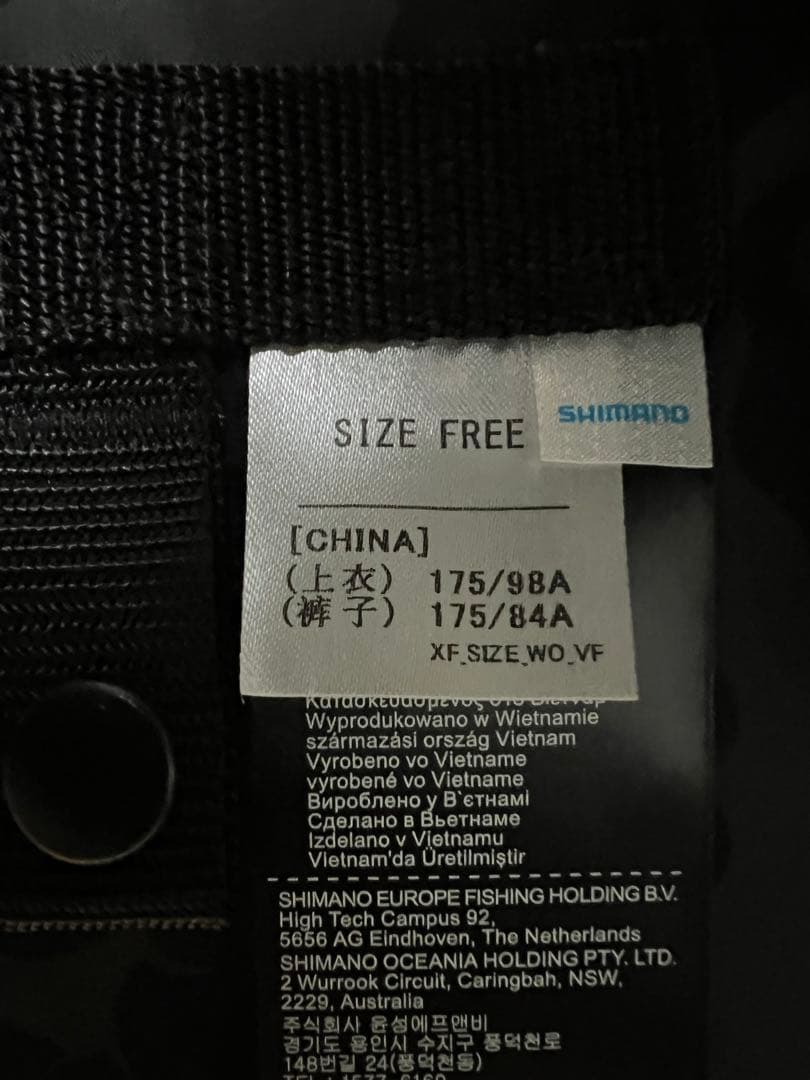 SIZE FREE
SHIMANO
[CHINA]
(上衣) 175/98A
(裤子) 175/84A
XF_SIZE_WO_VF
Wyprodukowano w Wietnamie
származási ország Vietnam
Vyrobeno ve Vietname
vyrobené vo Vietname
Вироблено у В`єтнамі
Сделано в Вьетнаме
Izdelano v Vietnamu
Vietnam'da Üretilmiştir
SHIMANO EUROPE FISHING HOLDING B.V.
High Tech Campus 92,
5656 AG Eindhoven, The Netherlands
SHIMANO OCEANIA HOLDING PTY. LTD.
2 Wurrook Circuit, Caringbah, NSW,
2229, Australia
주식회사 윤성에프앤비
경기도 용인시 수지구 풍덕천로
148번길 24(풍덕천동)